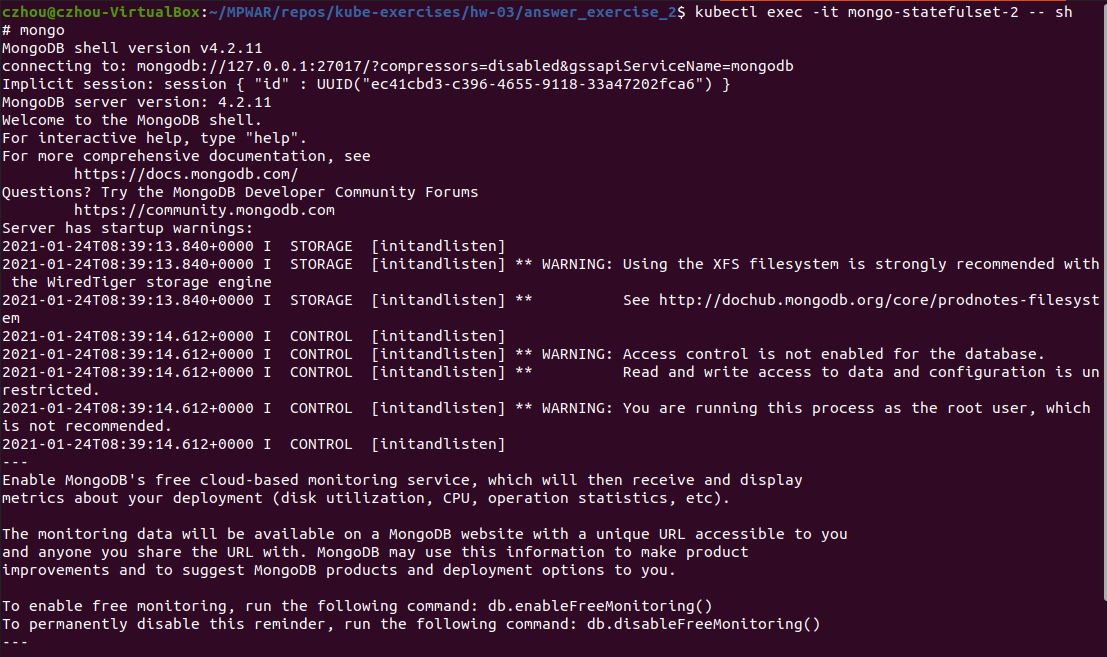 czhou@czhou-VirtualBox:~/MPWAR/repos/kube-exercises/hw-03/answer_exercise_2$ kubectl exec -it mongo-statefulset-2 -- sh
# mongo
MongoDB shell version v4.2.11
connecting to: mongodb://127.0.0.1:27017/?compressors=disabled&gssapiServiceName=mongodb
Implicit session: session { "id" : UUID("ec41cbd3-c396-4655-9118-33a47202fca6") }
MongoDB server version: 4.2.11
Welcome to the MongoDB shell.
For interactive help, type "help".
For more comprehensive documentation, see
        https://docs.mongodb.com/
Questions? Try the MongoDB Developer Community Forums
        https://community.mongodb.com
Server has startup warnings:
2021-01-24T08:39:13.840+0000 I  STORAGE  [initandlisten]
2021-01-24T08:39:13.840+0000 I  STORAGE  [initandlisten] ** WARNING: Using the XFS filesystem is strongly recommended with
 the WiredTiger storage engine
2021-01-24T08:39:13.840+0000 I  STORAGE  [initandlisten] **          See http://dochub.mongodb.org/core/prodnotes-filesyst
em
2021-01-24T08:39:14.612+0000 I  CONTROL  [initandlisten]
2021-01-24T08:39:14.612+0000 I  CONTROL  [initandlisten] ** WARNING: Access control is not enabled for the database.
2021-01-24T08:39:14.612+0000 I  CONTROL  [initandlisten] **          Read and write access to data and configuration is un
restricted.
2021-01-24T08:39:14.612+0000 I  CONTROL  [initandlisten] ** WARNING: You are running this process as the root user, which
is not recommended.
2021-01-24T08:39:14.612+0000 I  CONTROL  [initandlisten]
---
Enable MongoDB's free cloud-based monitoring service, which will then receive and display
metrics about your deployment (disk utilization, CPU, operation statistics, etc).

The monitoring data will be available on a MongoDB website with a unique URL accessible to you
and anyone you share the URL with. MongoDB may use this information to make product
improvements and to suggest MongoDB products and deployment options to you.

To enable free monitoring, run the following command: db.enableFreeMonitoring()
To permanently disable this reminder, run the following command: db.disableFreeMonitoring()
---